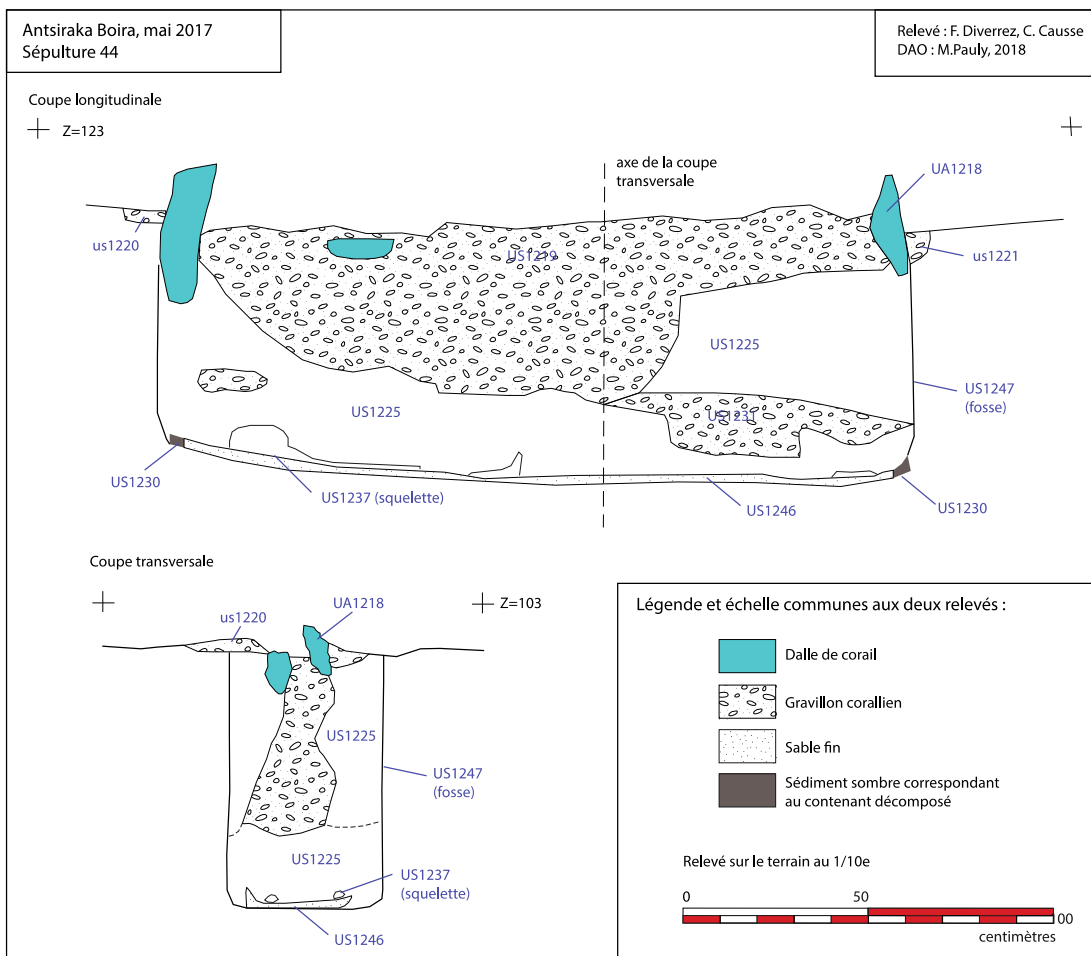 Antsiraka Boira, mai 2017
Sépulture 44
Relevé : F. Diverrez, C. Causse
DAO : M.Pauly, 2018
Coupe longitudinale
Z=123
axe de la coupe
transversale
UA1218
us1220
US1219
us1221
US1225
US1247
(fosse)
US1225
US1231
US1230
US1237 (squelette)
US1246
US1230
Coupe transversale
Z=103
us1220
UA1218
US1225
US1247
(fosse)
US1225
US1237
(squelette)
US1246
Légende et échelle communes aux deux relevés :
Dalle de corail
Gravillon corallien
Sable fin
Sédiment sombre correspondant
au contenant décomposé
Relevé sur le terrain au 1/10e
0 50
00
centimètres